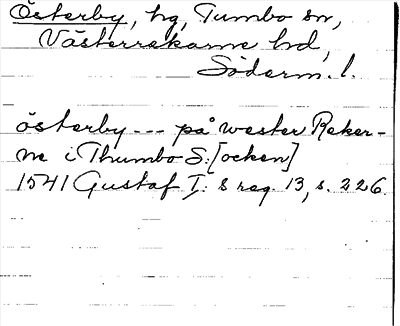 Österby, hg, Tumbo sn,
Västerrekarne hd,
Söderm. l.
österby --- på wester Reker-
ne i Thumbo S:[ocken]
1541 Gustaf I: s reg. 13, s. 226.